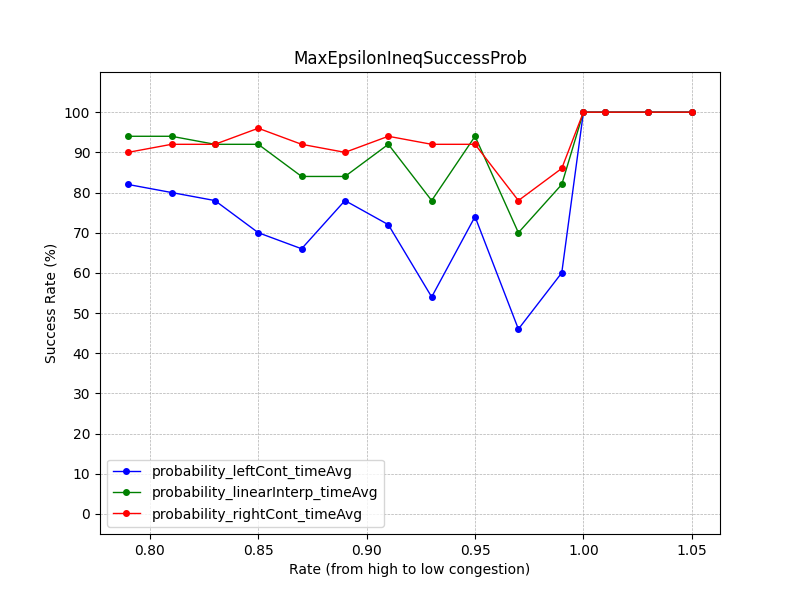 MaxEpsilonIneqSuccessProb
Success Rate (%)
100
90
80
70
60
50
40
30
20
10
0
probability_leftCont_timeAvg
probability_linearInterp_timeAvg
probability_rightCont_timeAvg
0.80 0.85 0.90 0.95 1.00 1.05
Rate (from high to low congestion)